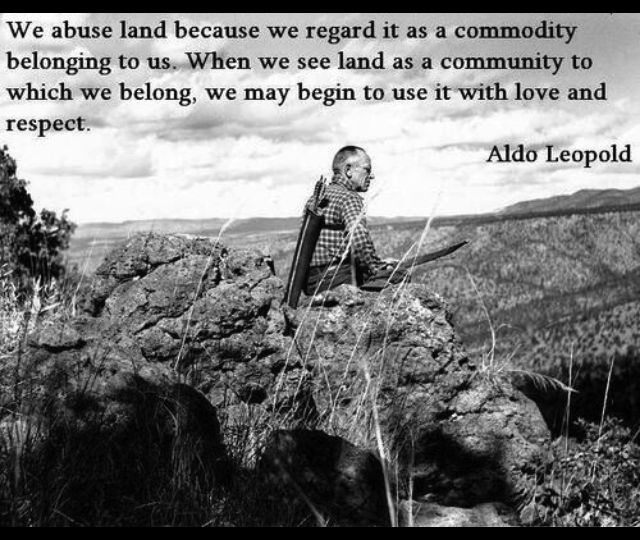 We abuse land because we regard it as a commodity
belonging to us. When we see land as a community to
which we belong, we may begin to use it with love and
respect.
Aldo Leopold